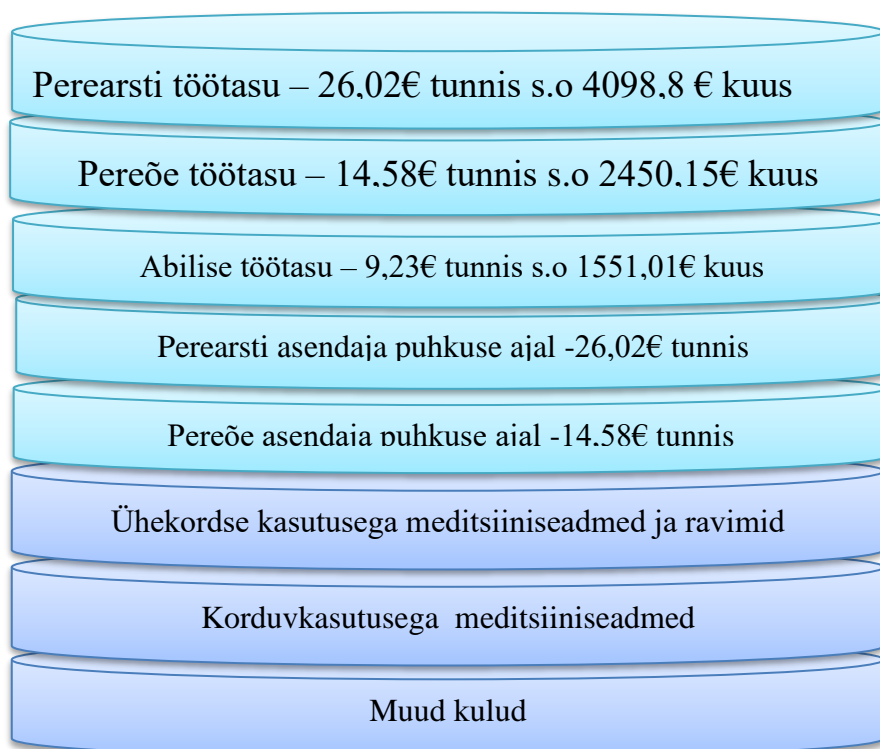 Perearsti töötasu – 26,02€ tunnis s.o 4098,8 € kuus
Pereõe töötasu – 14,58€ tunnis s.o 2450,15€ kuus
Abilise töötasu – 9,23€ tunnis s.o 1551,01€ kuus
Perearsti asendaja puhkuse ajal -26,02€ tunnis
Pereõe asendaja puhkuse ajal -14,58€ tunnis
Ühekordse kasutusega meditsiiniseadmed ja ravimid
Korduvkasutusega meditsiiniseadmed
Muud kulud